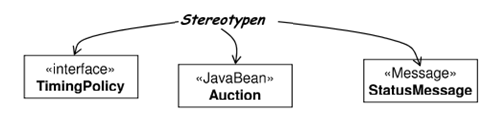 Stereotypen
«interface»
TimingPolicy
«JavaBean»
Auction
«Message»
StatusMessage